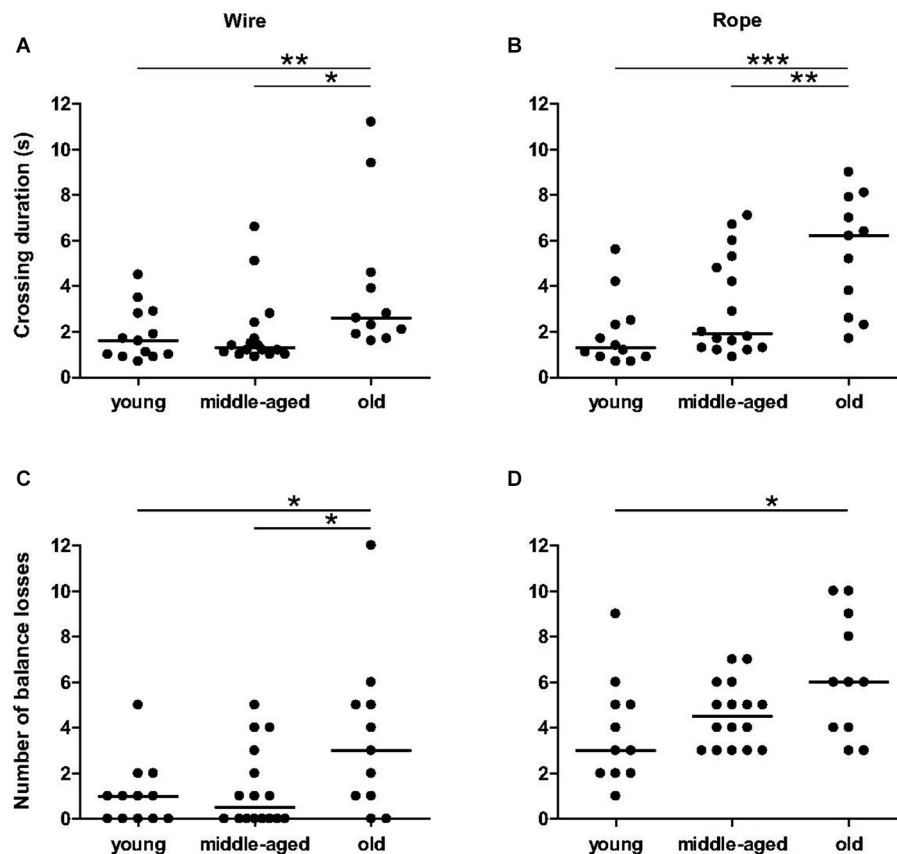 Wire
Rope
A
B
**
*
***
**
Crossing duration (s)
12
10
8
6
4
2
0
young
middle-aged
old
12
10
8
6
4
2
0
young
middle-aged
old
C
D
*
*
*
Number of balance losses
12
10
8
6
4
2
0
young
middle-aged
old
12
10
8
6
4
2
0
young
middle-aged
old